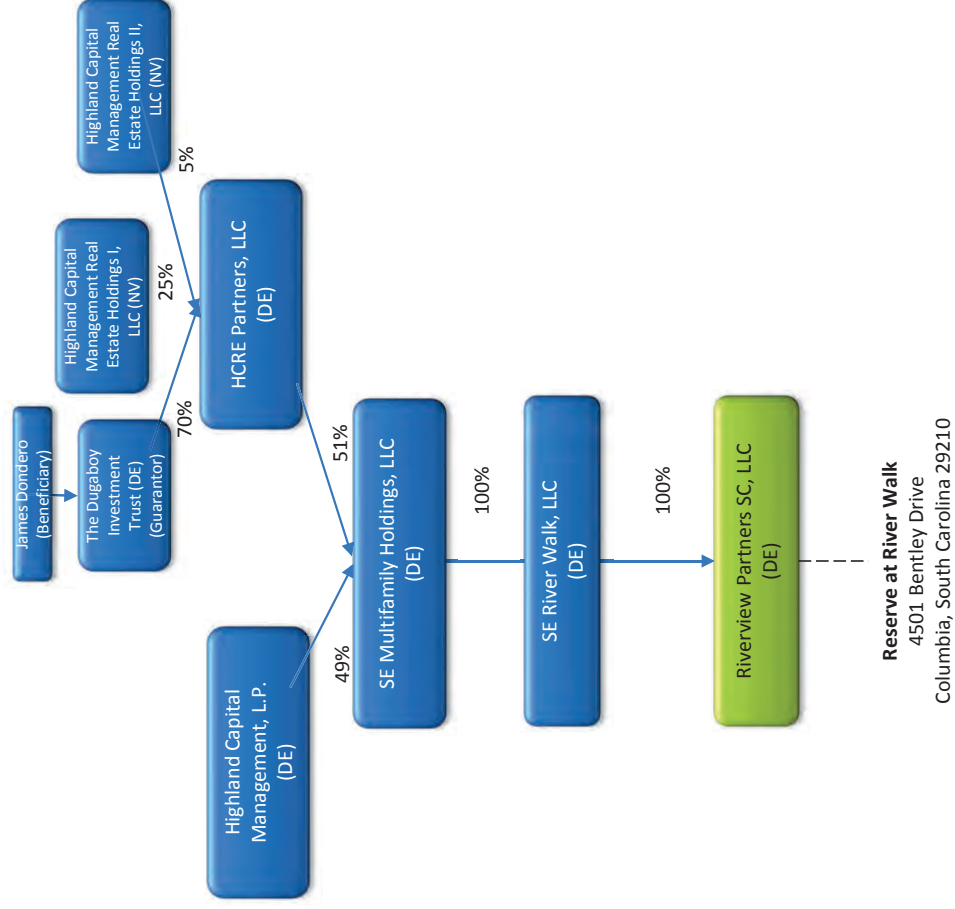 James Dondero
(Beneficiary)
The Dugaboy
Investment
Trust (DE)
(Guarantor)
Highland Capital
Management Real
Estate Holdings I,
LLC (NV)
Highland Capital
Management Real
Estate Holdings II,
LLC (NV)
70%
25%
5%
Highland Capital
Management, L.P.
(DE)
HCRE Partners, LLC
(DE)
49%
51%
SE Multifamily Holdings, LLC
(DE)
100%
SE River Walk, LLC
(DE)
100%
Riverview Partners SC, LLC
(DE)
Reserve at River Walk
4501 Bentley Drive
Columbia, South Carolina 29210